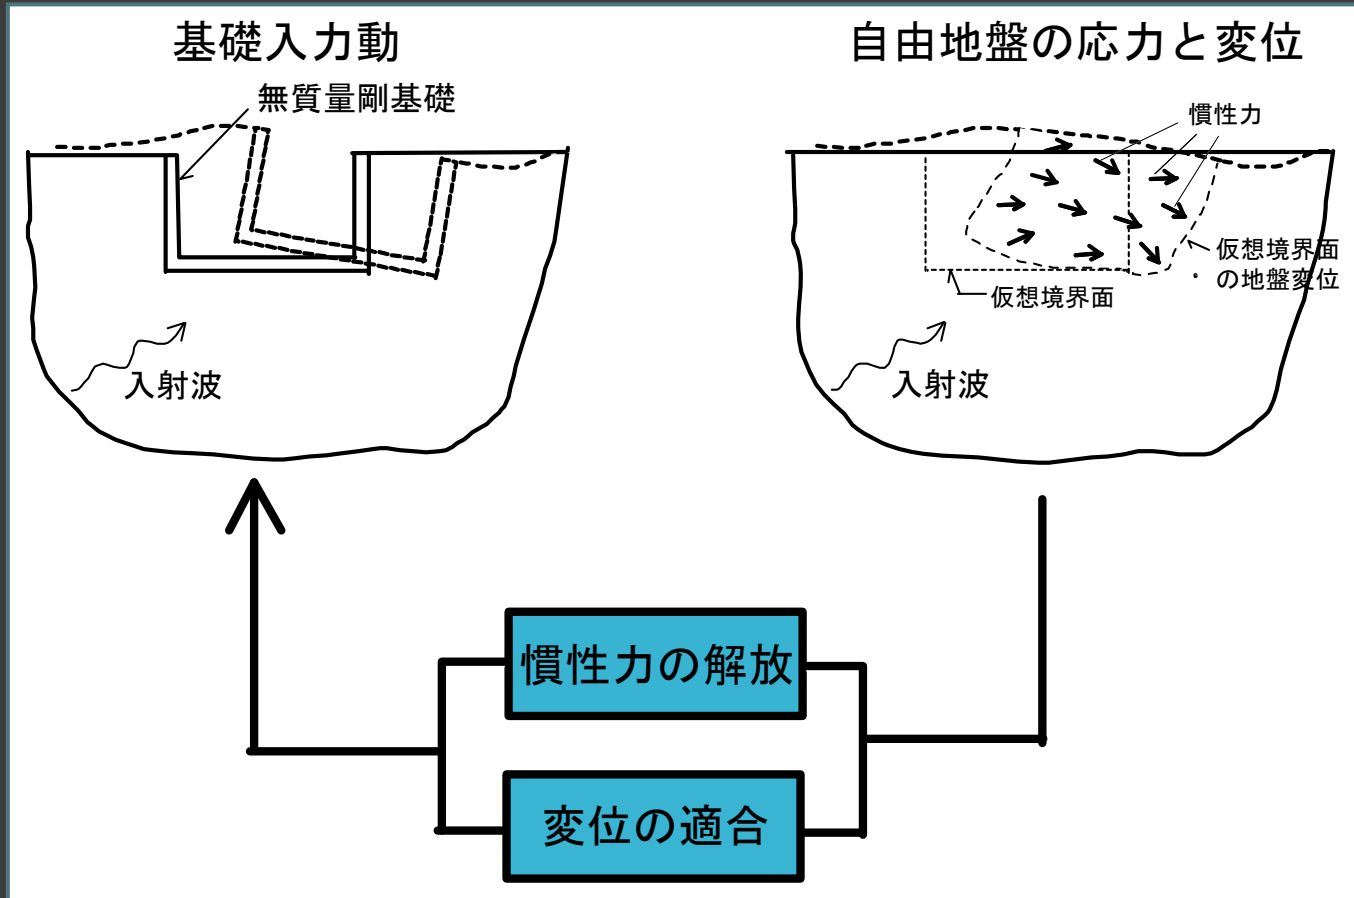 基礎入力動
無質量剛基礎
入射波
自由地盤の応力と変位
慣性力
仮想境界面
の地盤変位
仮想境界面
入射波
慣性力の解放
変位の適合